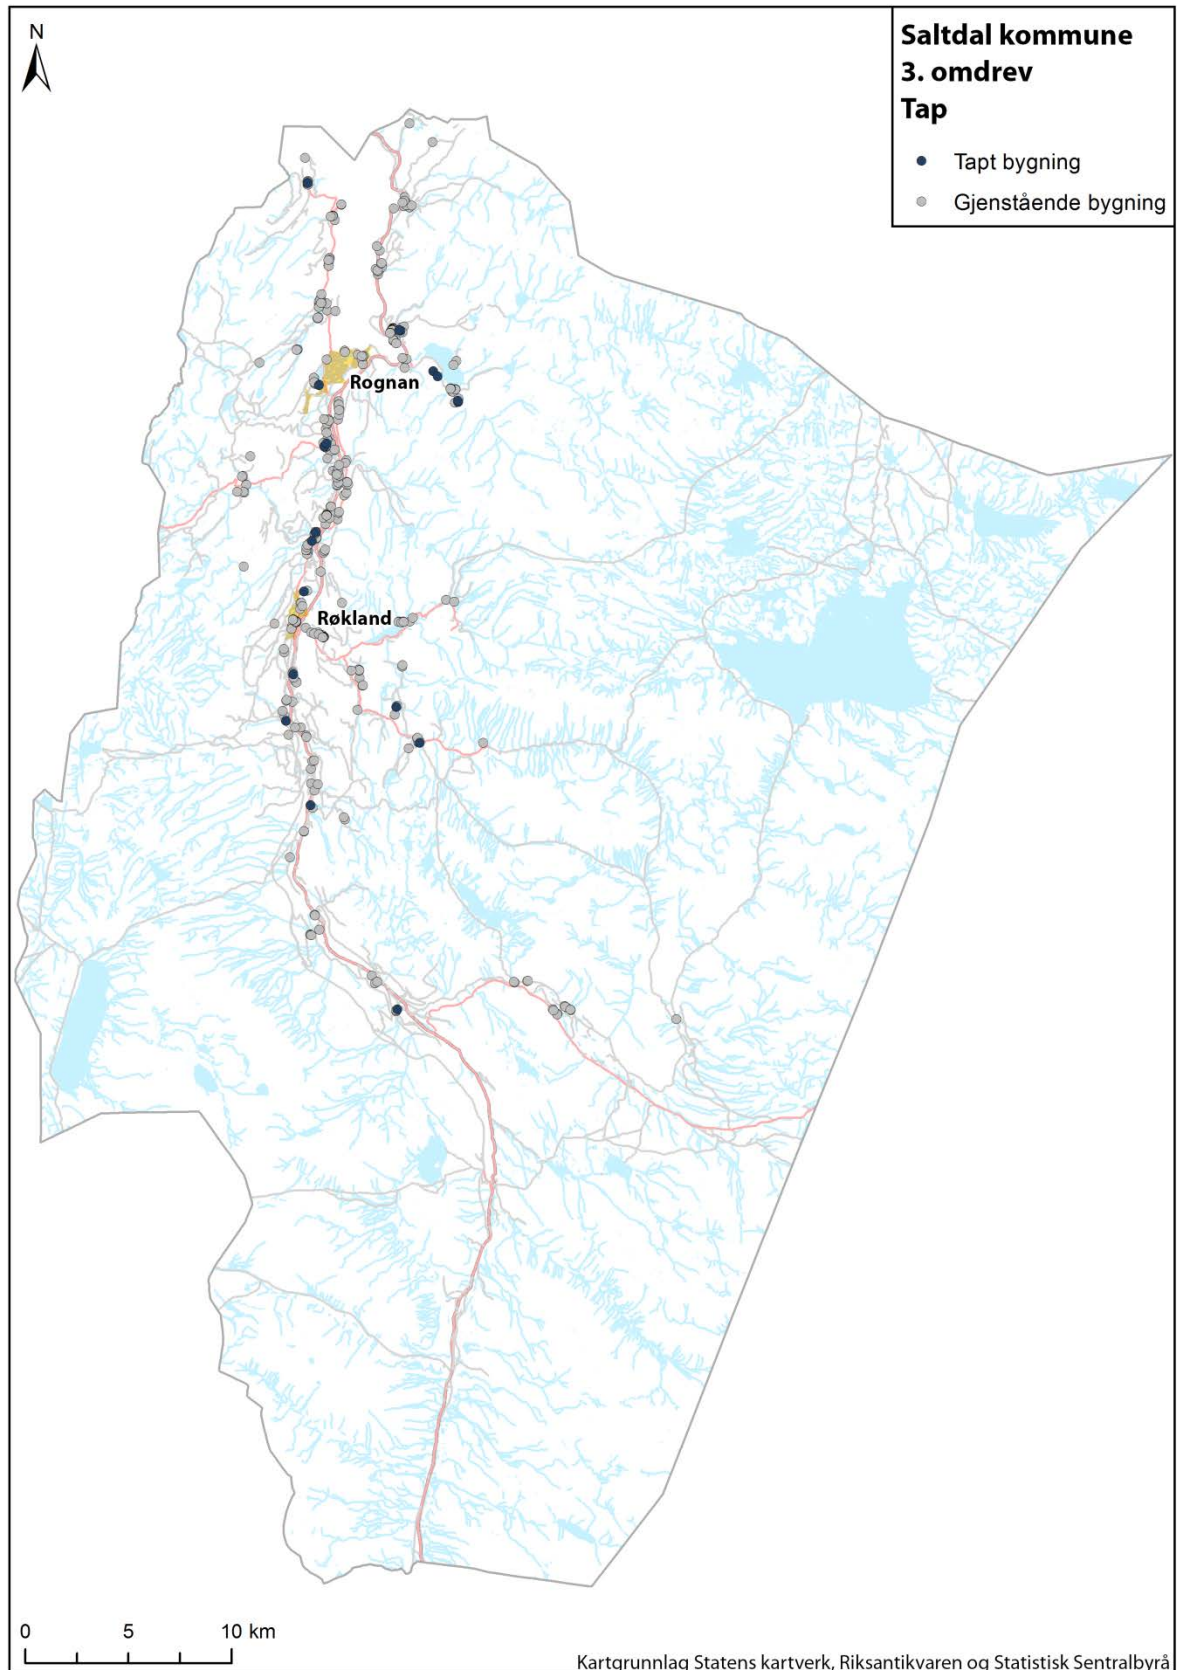 N
Saltdal kommune
3. omdrev
Tap
Tapt bygning
Gjenstående bygning
Rognan
Røkland
0 5 10 km
Kartgrunnlag Statens kartverk, Riksantikvaren og Statistisk Sentralbyrå